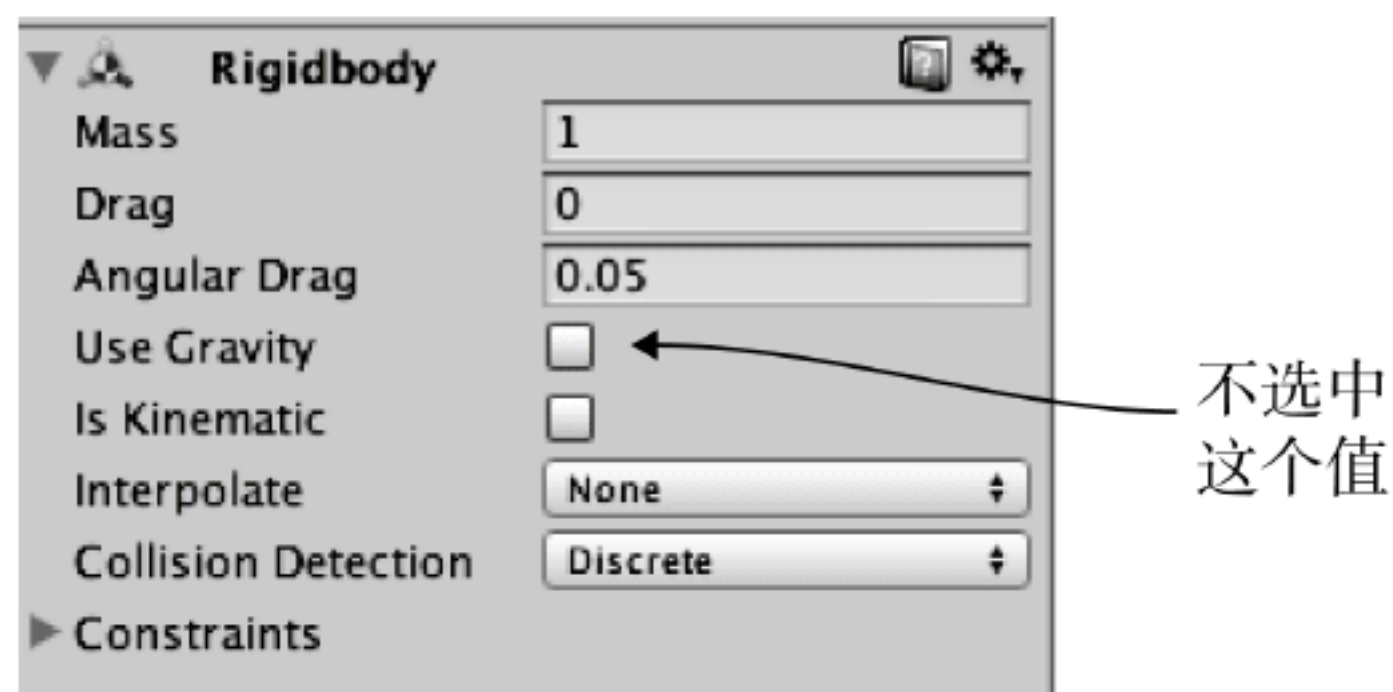 Rigidbody
Mass 1
Drag 0
Angular Drag 0.05
Use Gravity
Is Kinematic
Interpolate None
Collision Detection Discrete
Constraints
不选中
这个值